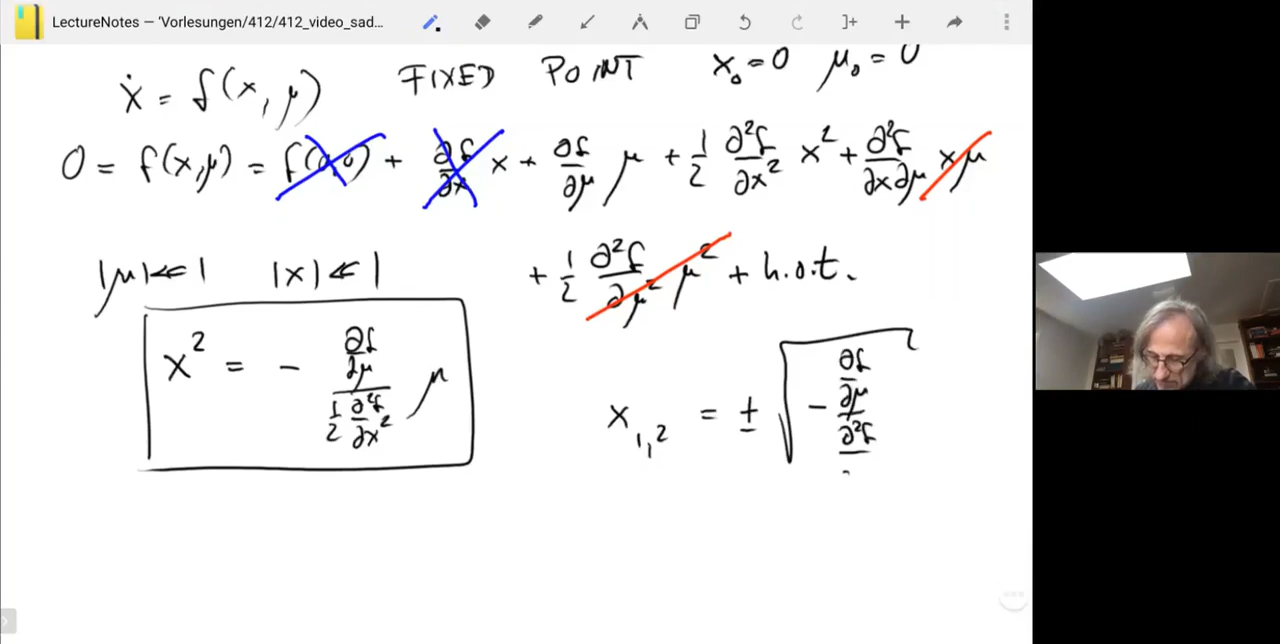 LectureNotes — ‘Vorlesungen/412/412_video_sad…
ẋ = f(x, μ) FIXED POINT x₀ = 0 μ₀ = 0
0 = f(x,μ) = f(0,0) + ∂f/∂x x + ∂f/∂μ μ + 1/2 ∂²f/∂x² x² + ∂²f/∂x∂μ xμ
+ 1/2 ∂²f/∂μ² μ² + h.o.t.
|μ| ≪ 1 |x| ≪ 1
x² = - (∂f/∂μ)/(1/2 ∂²f/∂x²) μ
x₁,₂ = ± √ - ∂f/∂μ / ∂²f